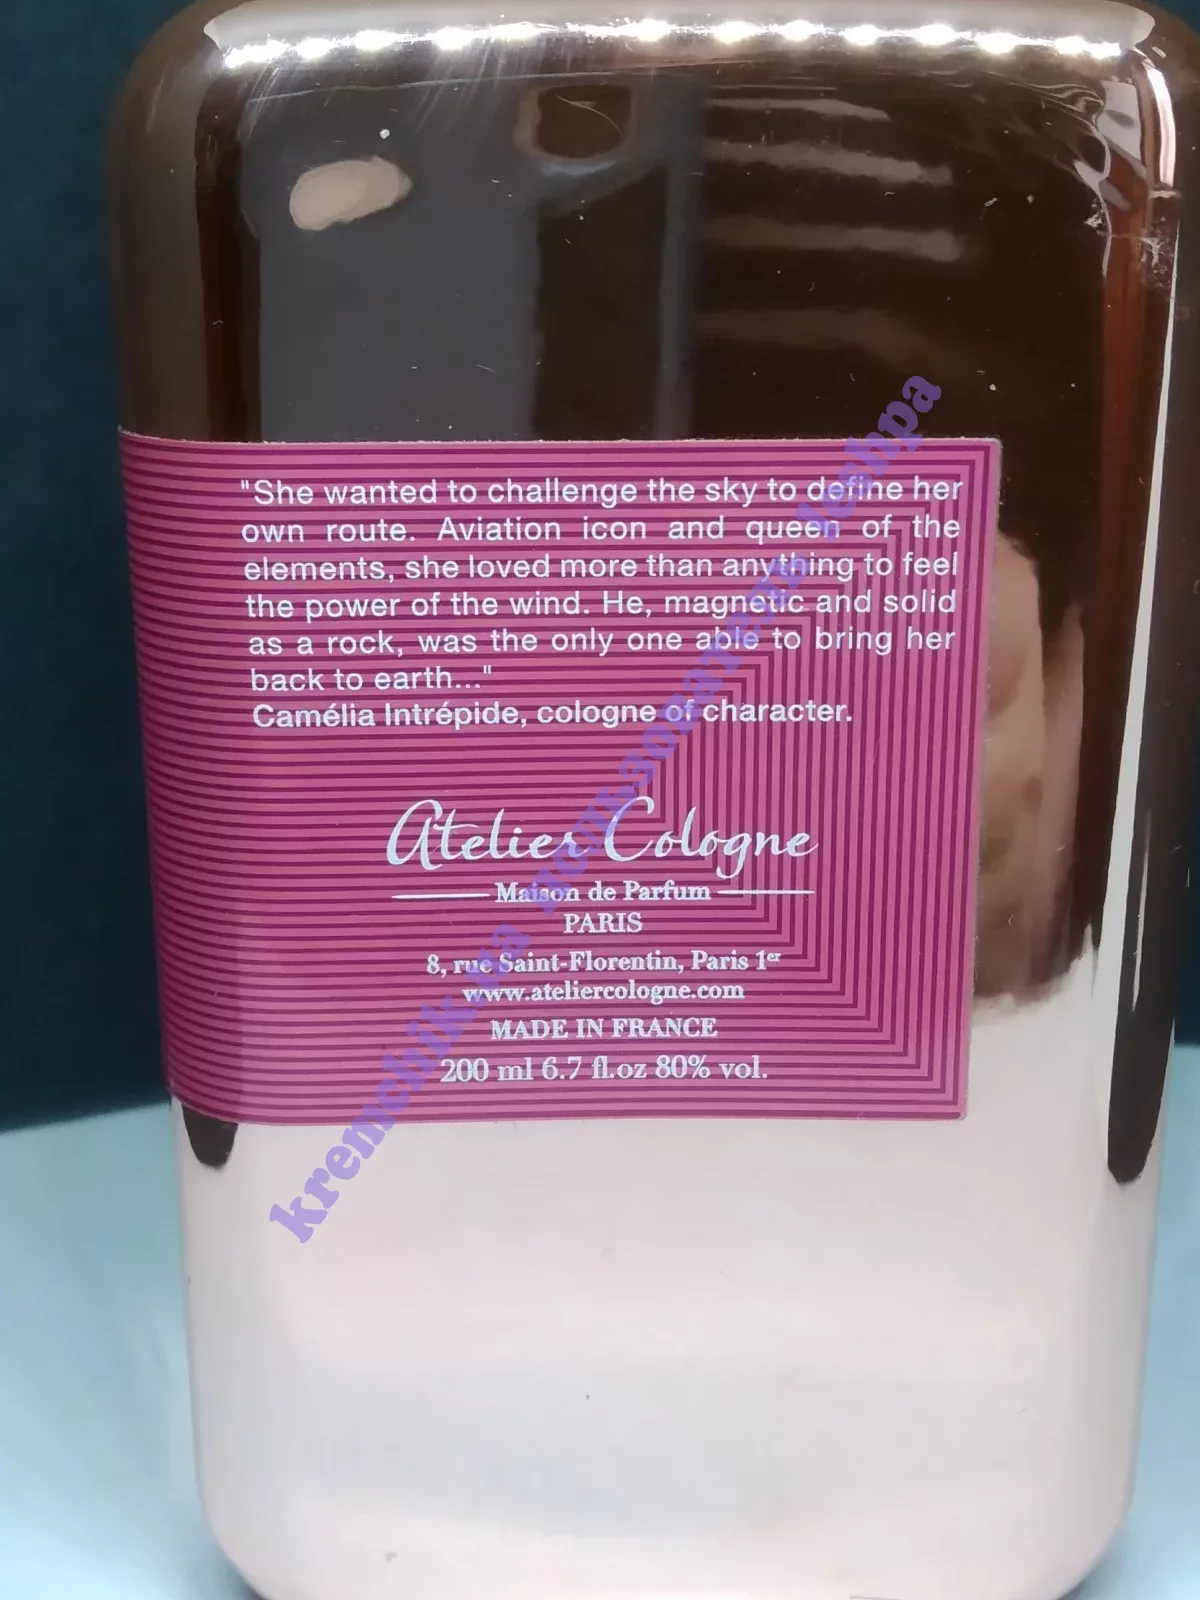 "She wanted to challenge the sky to define her
own route. Aviation icon and queen of the
elements, she loved more than anything to feel
the power of the wind. He, magnetic and solid
as a rock, was the only one able to bring her
back to earth..."
Camélia Intrépide, cologne of character.
Atelier Cologne
Maison de Parfum
PARIS
8, rue Saint-Florentin, Paris 1er
www.ateliercologne.com
MADE IN FRANCE
200 ml 6.7 fl.oz 80% vol.